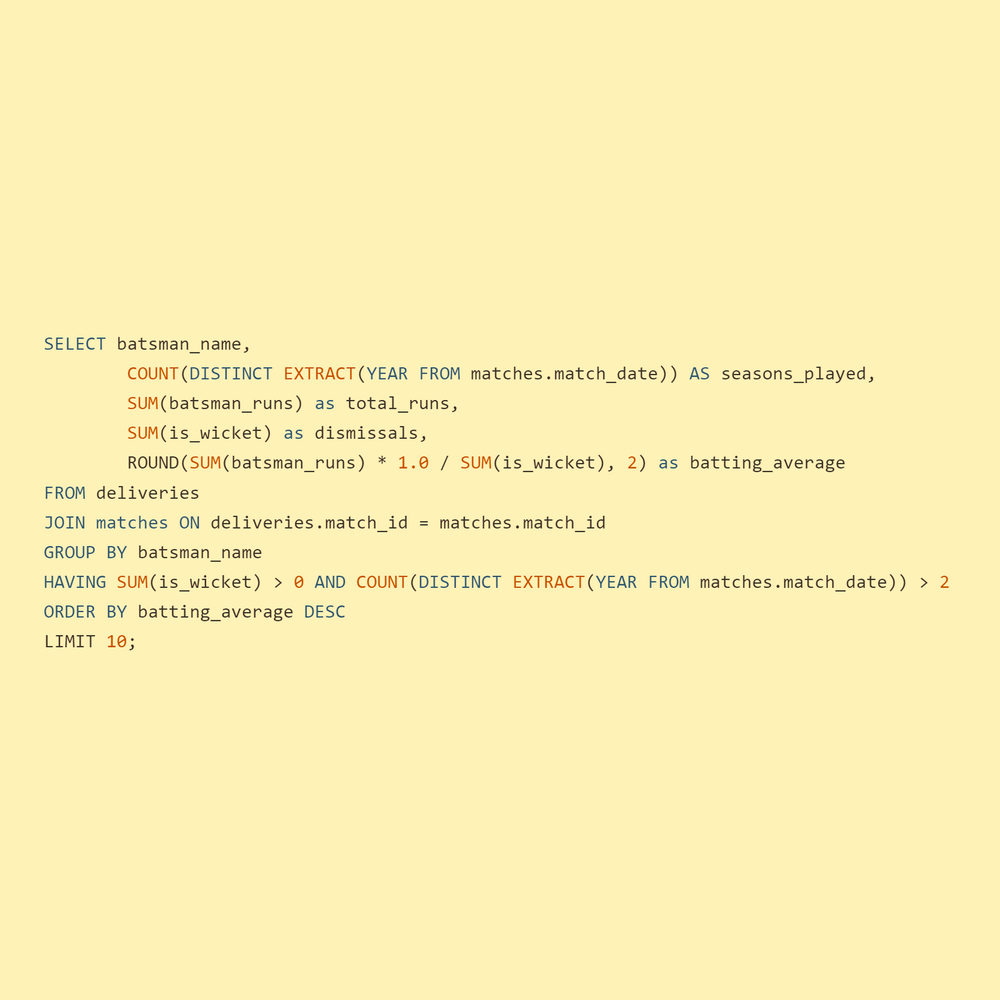 SELECT batsman_name,
COUNT(DISTINCT EXTRACT(YEAR FROM matches.match_date)) AS seasons_played,
SUM(batsman_runs) as total_runs,
SUM(is_wicket) as dismissals,
ROUND(SUM(batsman_runs) * 1.0 / SUM(is_wicket), 2) as batting_average
FROM deliveries
JOIN matches ON deliveries.match_id = matches.match_id
GROUP BY batsman_name
HAVING SUM(is_wicket) > 0 AND COUNT(DISTINCT EXTRACT(YEAR FROM matches.match_date)) > 2
ORDER BY batting_average DESC
LIMIT 10;